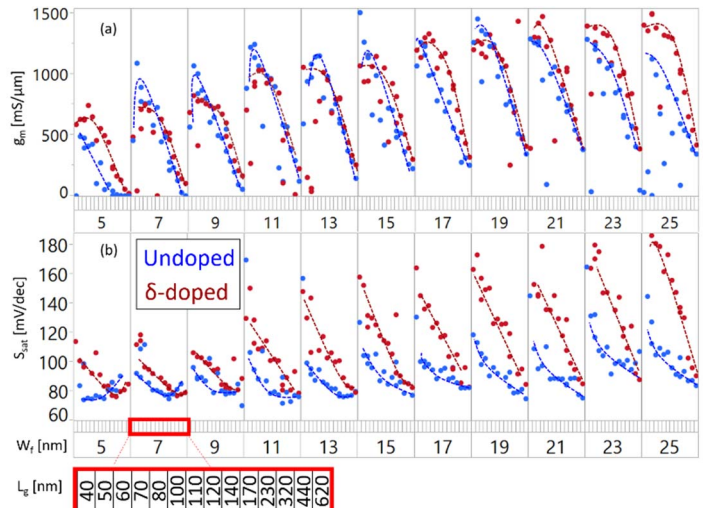 (a)
gm [mS/μm]
1500
1000
500
0
5 7 9 11 13 15 17 19 21 23 25
(b)
Undoped
δ-doped
Ssat [mV/dec]
180
160
140
120
100
80
60
Wf [nm] 5 7 9 11 13 15 17 19 21 23 25
Lg [nm] 40 50 60 70 80 100 110 120 140 170 230 320 440 620